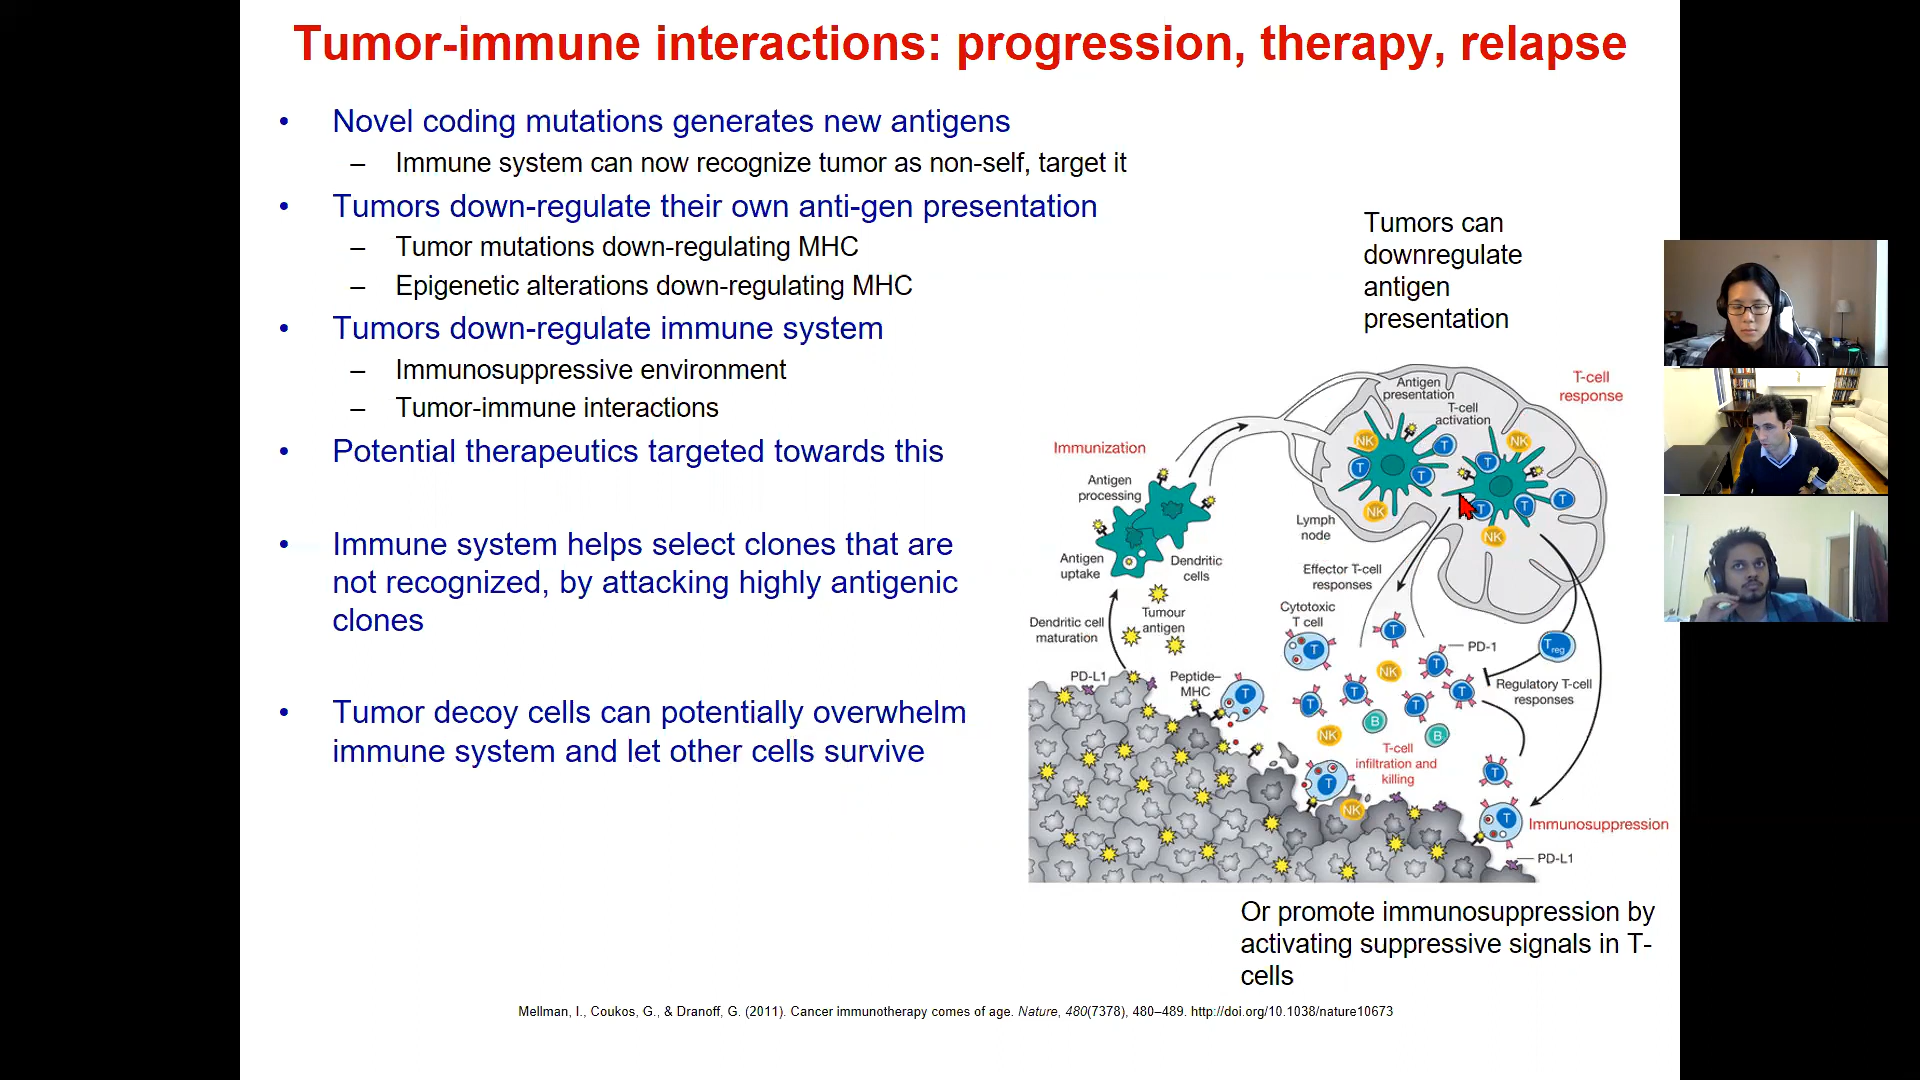 Tumor-immune interactions: progression, therapy, relapse
• Novel coding mutations generates new antigens
– Immune system can now recognize tumor as non-self, target it
• Tumors down-regulate their own anti-gen presentation
– Tumor mutations down-regulating MHC
– Epigenetic alterations down-regulating MHC
• Tumors down-regulate immune system
– Immunosuppressive environment
– Tumor-immune interactions
• Potential therapeutics targeted towards this
• Immune system helps select clones that are
not recognized, by attacking highly antigenic
clones
• Tumor decoy cells can potentially overwhelm
immune system and let other cells survive
Tumors can
downregulate
antigen
presentation
Antigen
presentation
T-cell
activation
T-cell
response
NK
T
NK
T
T
T
NK
T
T
T
NK
Immunization
Antigen
processing
Lymph
node
Antigen
uptake
Dendritic
cells
Effector T-cell
responses
Tumour
antigen
Dendritic cell
maturation
Cytotoxic
T cell
T
T
PD-1
Treg
T
NK
PD-L1
Peptide–
MHC
T
T
T
T
T
Regulatory T-cell
responses
B
B
NK
T-cell
infiltration and
killing
T
T
NK
T
Immunosuppression
PD-L1
Or promote immunosuppression by
activating suppressive signals in T-
cells
Mellman, I., Coukos, G., & Dranoff, G. (2011). Cancer immunotherapy comes of age. Nature, 480(7378), 480–489. http://doi.org/10.1038/nature10673